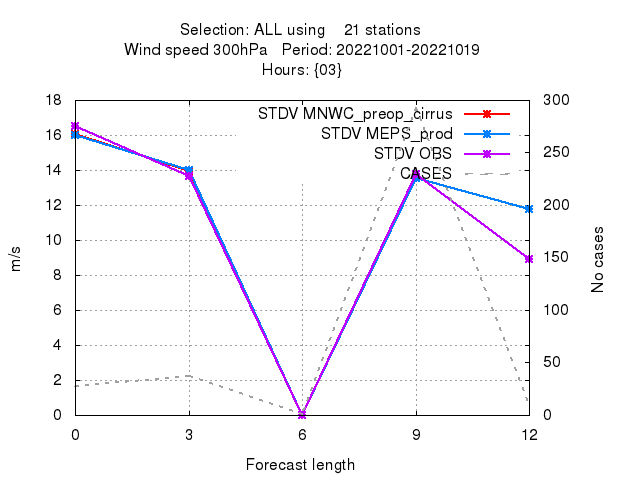 Selection: ALL using    21 stations
Wind speed 300hPa   Period: 20221001-20221019
Hours: {03}
STDV MNWC_preop_cirrus
STDV MEPS_prod
STDV OBS
CASES
m/s
No cases
18
16
14
12
10
8
6
4
2
0
300
250
200
150
100
50
0
0 3 6 9 12
Forecast length